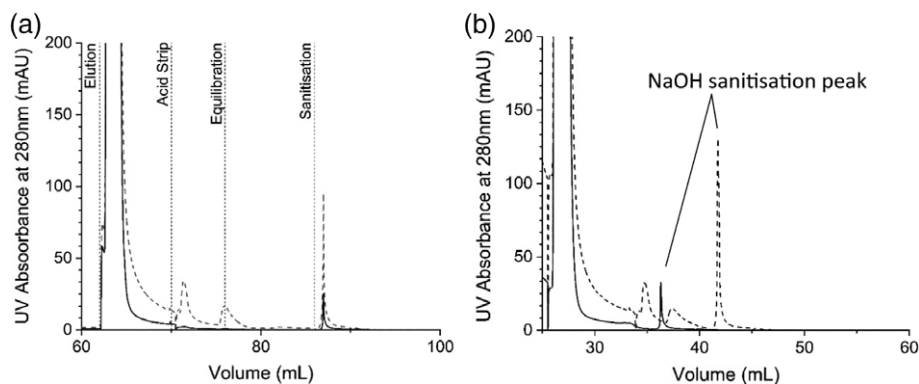 (a)
UV Absoorbance at 280nm (mAU)
200
150
100
50
0
Elution
Acid Strip
Equilibration
Sanitisation
60
80
100
Volume (mL)
(b)
UV Absorbance at 280nm (mAU)
200
150
100
50
0
NaOH sanitisation peak
30
40
50
60
Volume (mL)